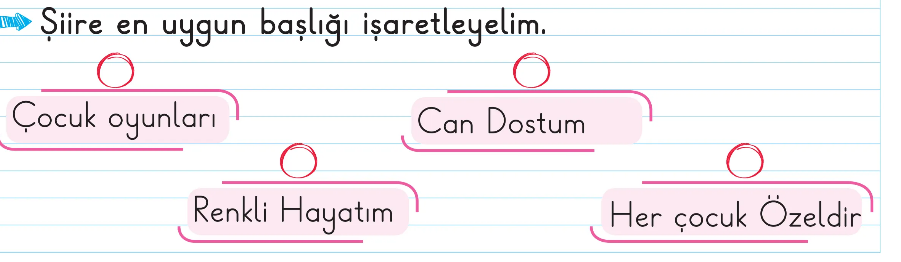 Şiire en uygun başlığı işaretleyelim.
Çocuk oyunları
Can Dostum
Renkli Hayatım
Her çocuk Özeldir